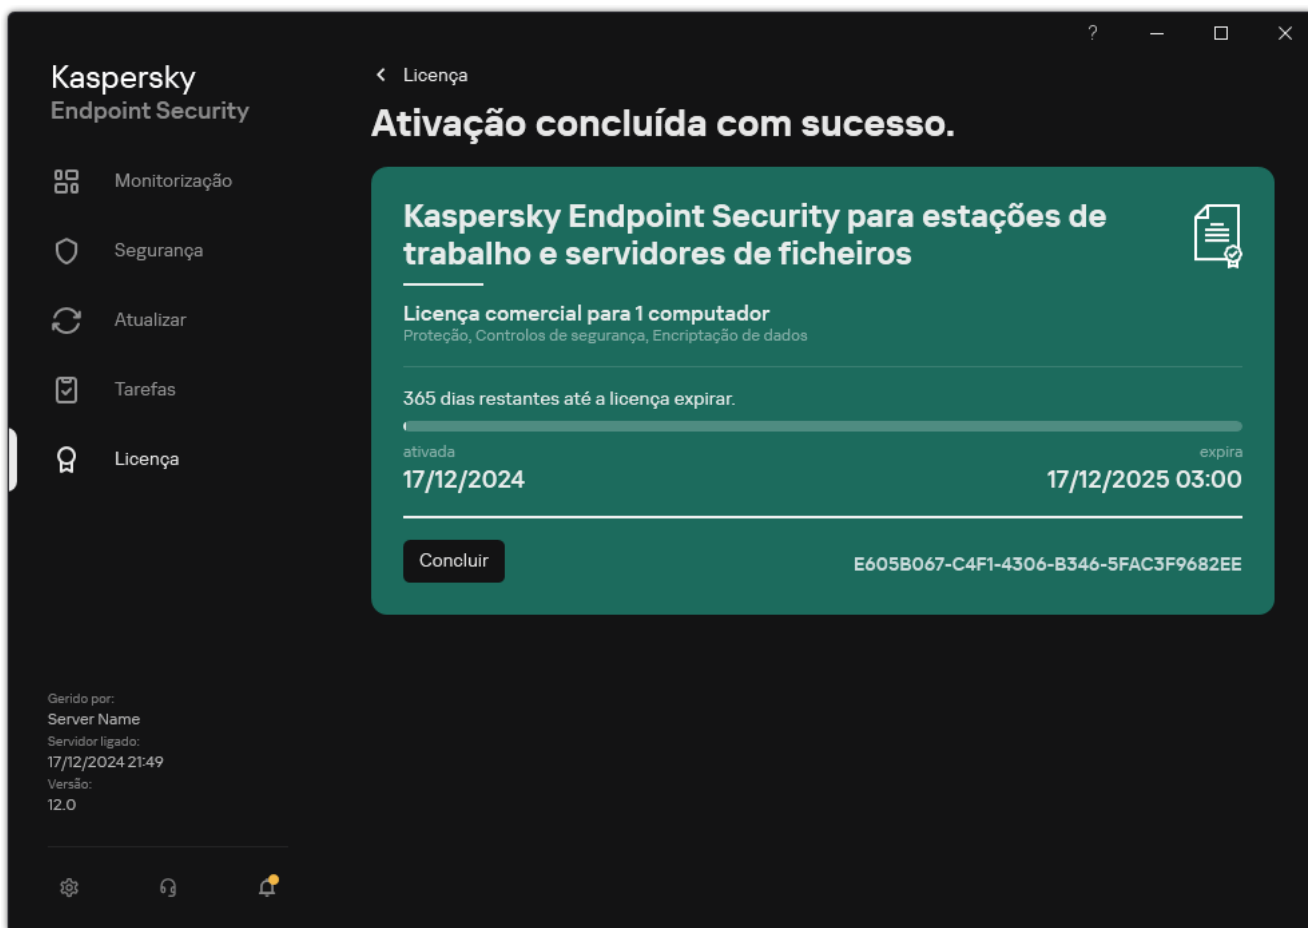 ?
Kaspersky
Endpoint Security
Monitorização
Segurança
Atualizar
Tarefas
Licença
Gerido por:
Server Name
Servidor ligado:
17/12/2024 21:49
Versão:
12.0
Licença
Ativação concluída com sucesso.
Kaspersky Endpoint Security para estações de
trabalho e servidores de ficheiros
Licença comercial para 1 computador
Proteção, Controlos de segurança, Encriptação de dados
365 dias restantes até a licença expirar.
ativada
expira
17/12/2024
17/12/2025 03:00
Concluir
E605B067-C4F1-4306-B346-5FAC3F9682EE